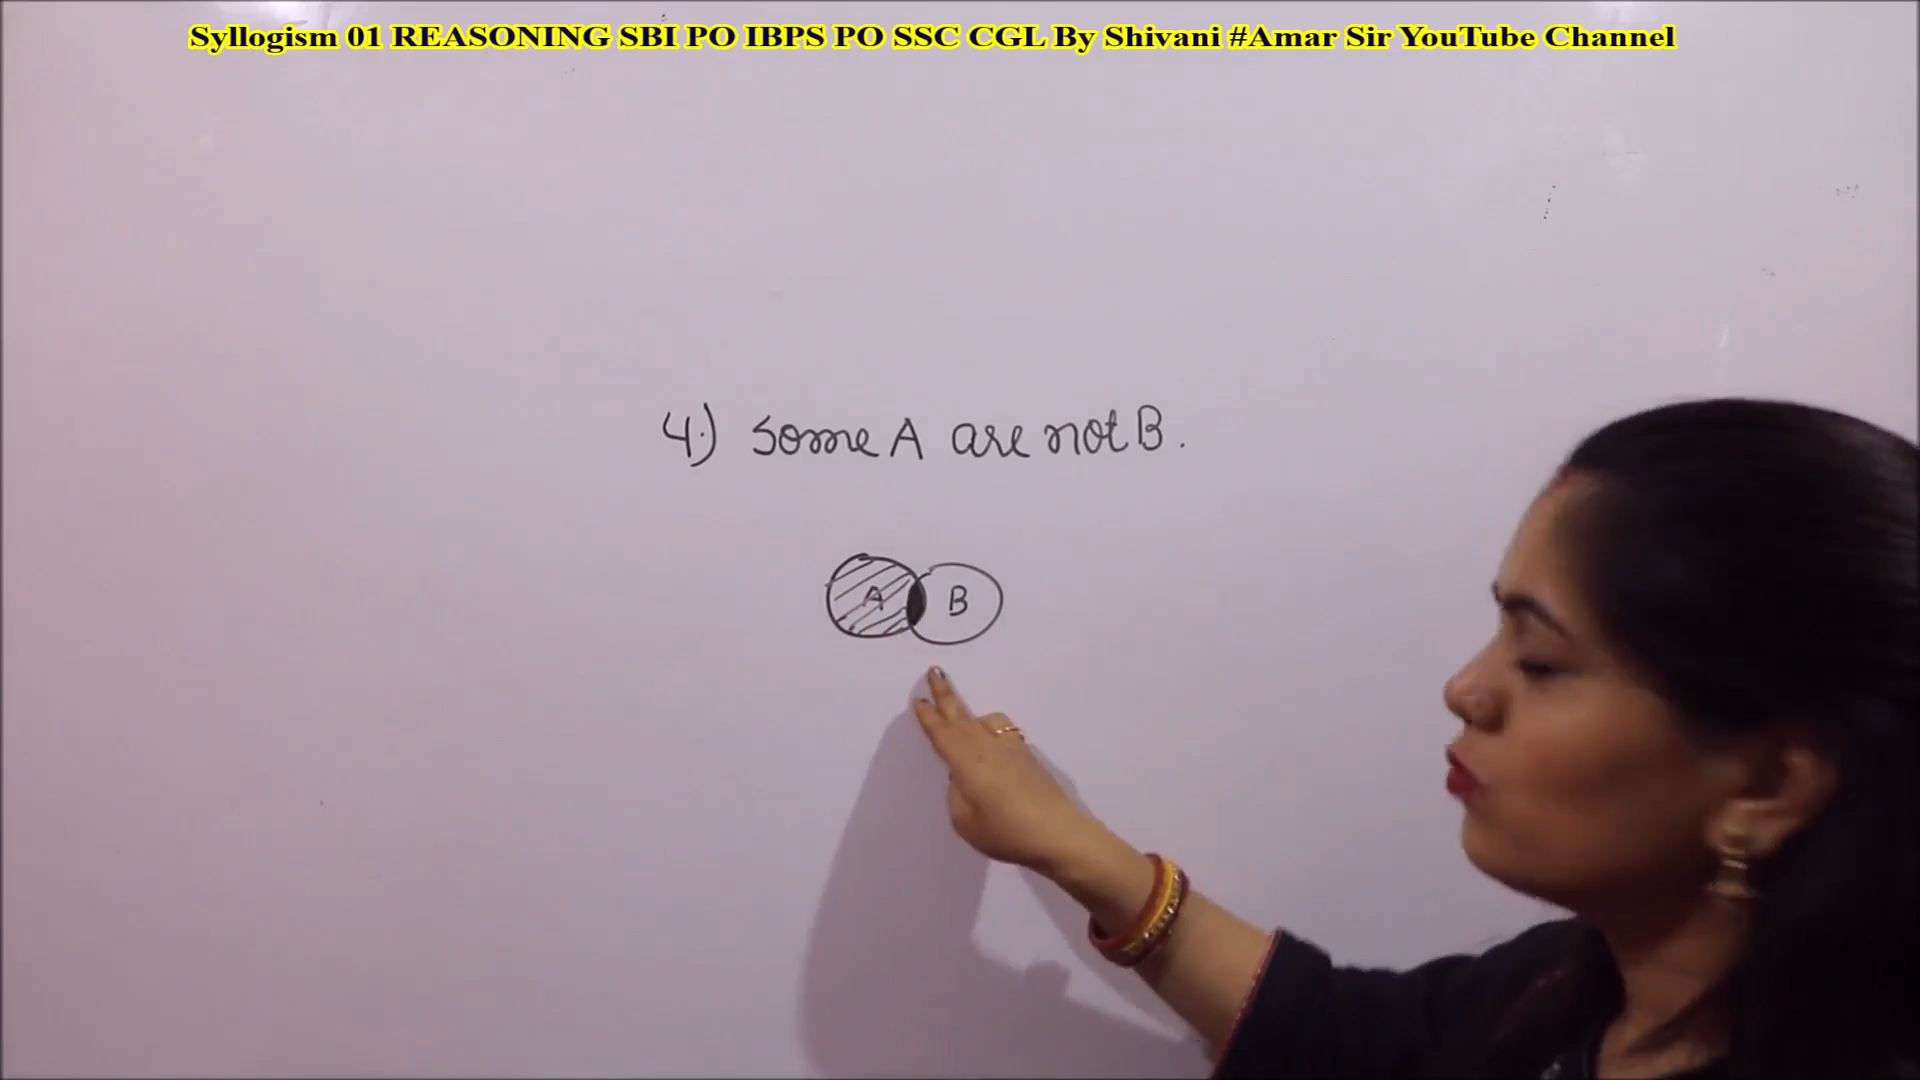 Syllogism 01 REASONING SBI PO IBPS PO SSC CGL By Shivani #Amar Sir YouTube Channel
4.) Some A are not B.
A B